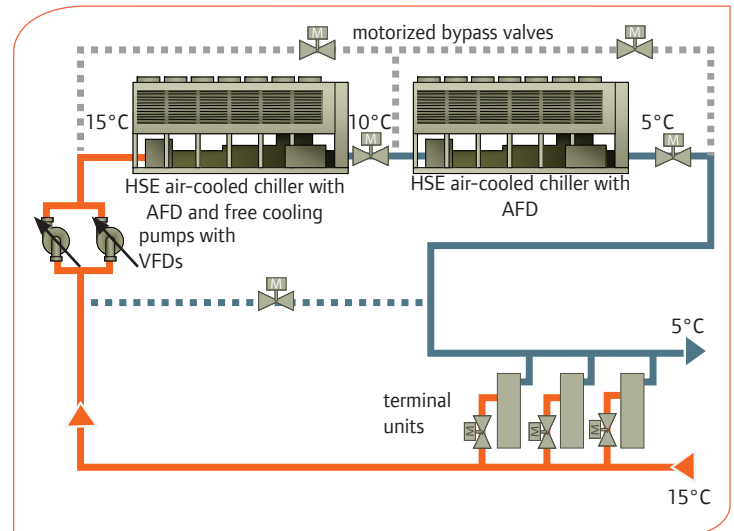 M
M
motorized bypass valves
15°C
10°C
M
5°C
M
HSE air-cooled chiller with
AFD and free cooling
pumps with
VFDs
HSE air-cooled chiller with
AFD
M
5°C
terminal
units
M
M
M
15°C